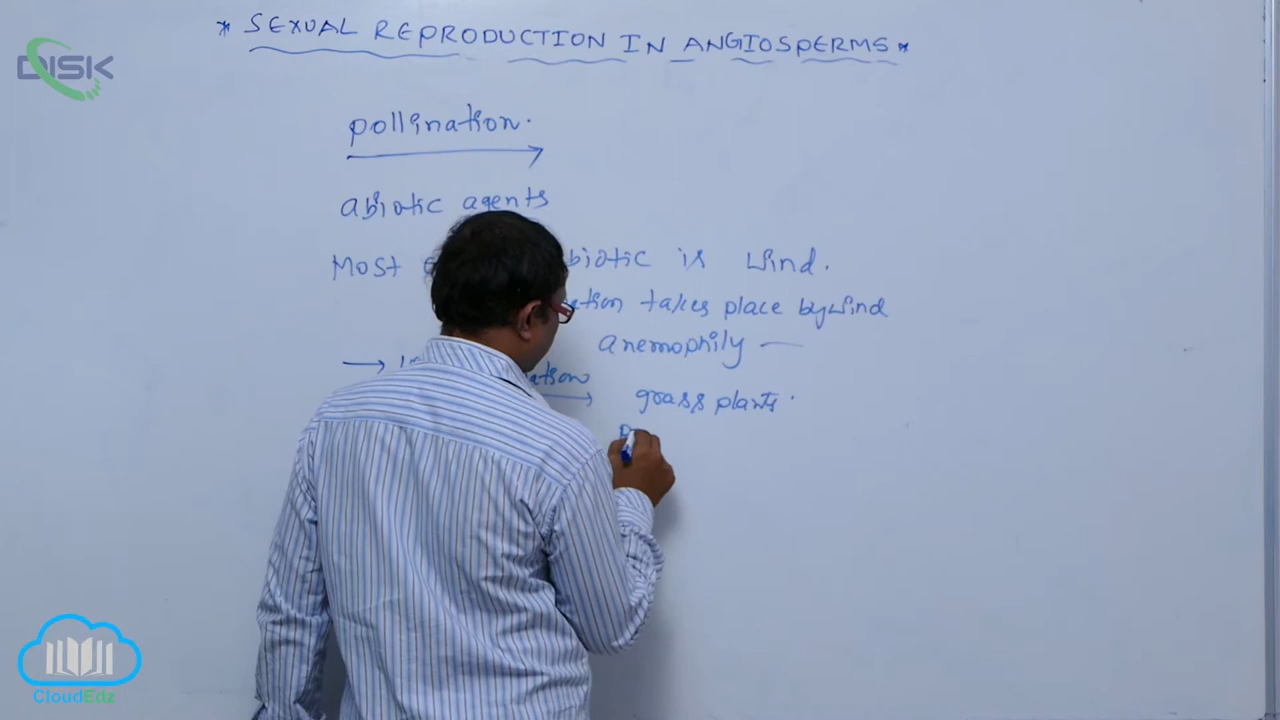 * SEXUAL REPRODUCTION IN ANGIOSPERMS *
DISK
pollination.
abiotic agents
Most is wind.
takes place by wind
anemophily —
→
→ grass plants.
CloudEdz